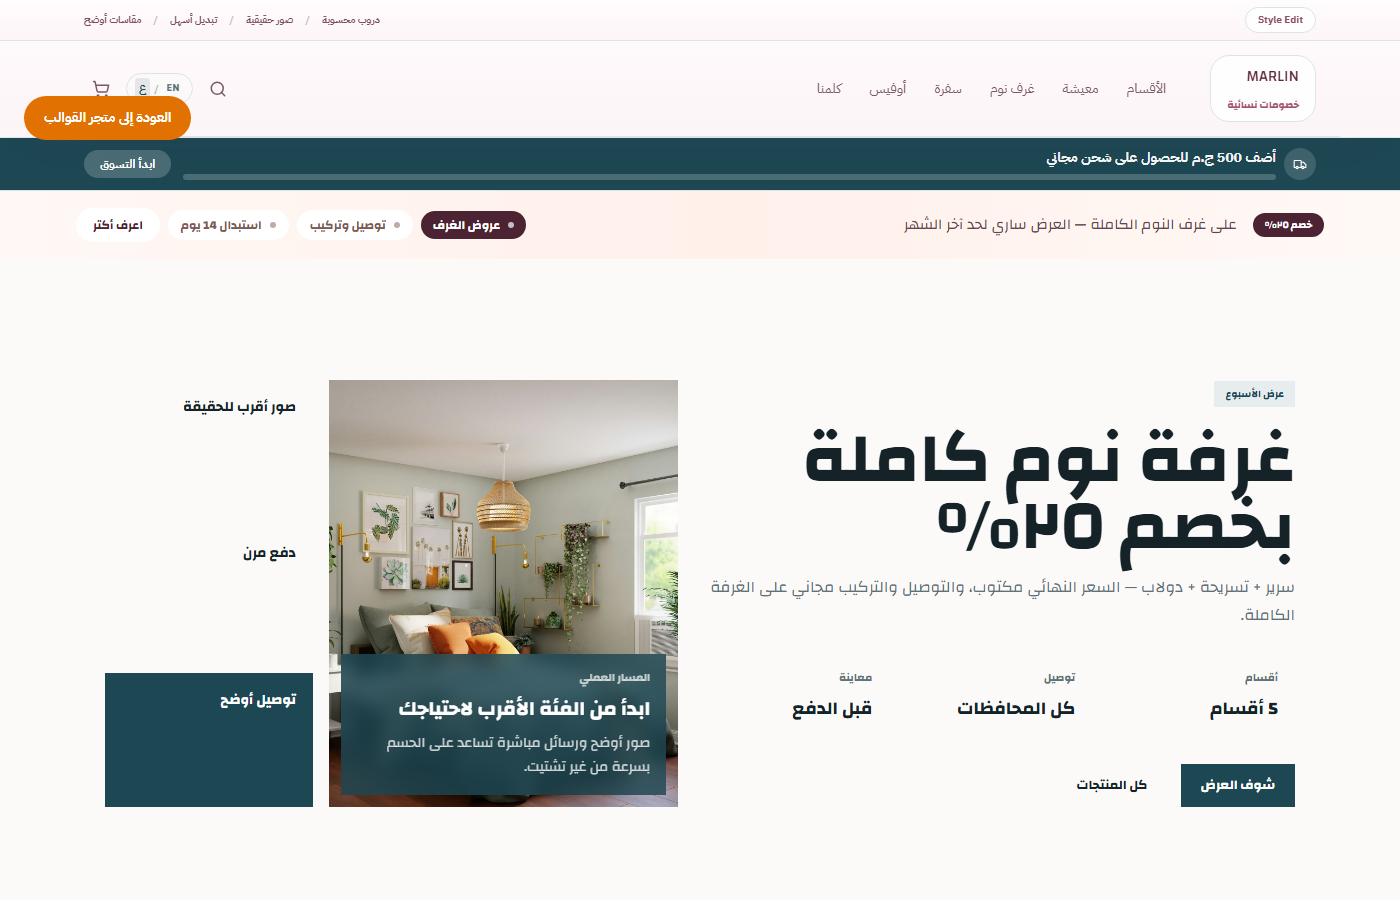 Style Edit
دروب محسوبة / صور حقيقية / تبديل أسهل / مقاسات أوضح
MARLIN
خصومات نسائية
الأقسام معيشة غرف نوم سفرة أوفيس كلمنا
EN / ع
العودة إلى متجر القوالب
أضف 500 ج.م للحصول على شحن مجاني
ابدأ التسوق
خصم ٢٥%
على غرف النوم الكاملة — العرض ساري لحد آخر الشهر
عروض الغرف
توصيل وتركيب
استبدال 14 يوم
اعرف أكتر
عرض الأسبوع
غرفة نوم كاملة
بخصم ٢٥%
سرير + تسريحة + دولاب — السعر النهائي مكتوب، والتوصيل والتركيب مجاني على الغرفة
الكاملة.
أقسام
5 أقسام
توصيل
كل المحافظات
معاينة
قبل الدفع
شوف العرض
كل المنتجات
المسار العملي
ابدأ من الفئة الأقرب لاحتياجك
صور أوضح ورسائل مباشرة تساعد على الحسم
بسرعة من غير تشتيت.
صور أقرب للحقيقة
دفع مرن
توصيل أوضح